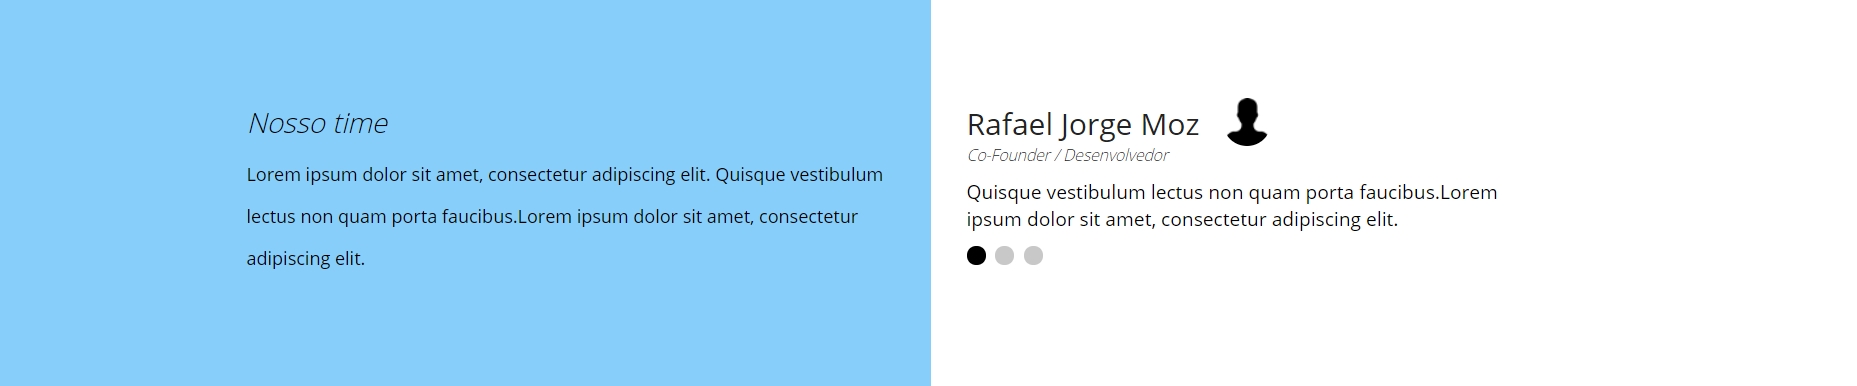 Nosso time
Lorem ipsum dolor sit amet, consectetur adipiscing elit. Quisque vestibulum
lectus non quam porta faucibus.Lorem ipsum dolor sit amet, consectetur
adipiscing elit.
Rafael Jorge Moz
Co-Founder / Desenvolvedor
Quisque vestibulum lectus non quam porta faucibus.Lorem
ipsum dolor sit amet, consectetur adipiscing elit.